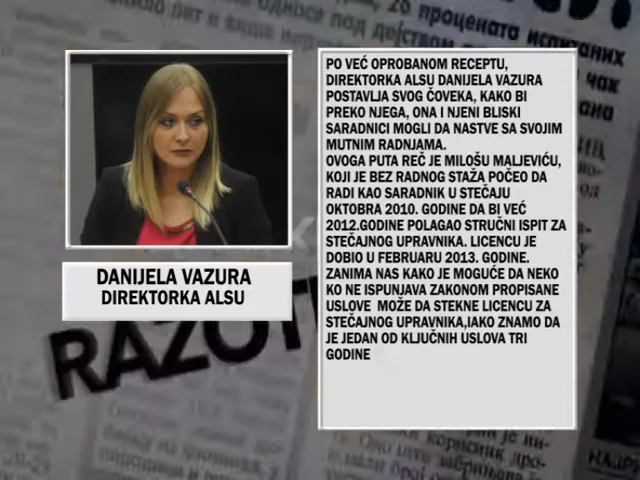 26 процената испитаних
DANIJELA VAZURA
DIREKTORKA ALSU
PO VEĆ OPROBANOM RECEPTU,
DIREKTORKA ALSU DANIJELA VAZURA
POSTAVLJA SVOG ČOVEKA, KAKO BI
PREKO NJEGA, ONA I NJENI BLISKI
SARADNICI MOGLI DA NASTVE SA SVOJIM
MUTNIM RADNJAMA.
OVOGA PUTA REČ JE MILOŠU MALJEVIĆU,
KOJI JE BEZ RADNOG STAŽA POČEO DA
RADI KAO SARADNIK U STEČAJU
OKTOBRA 2010. GODINE DA BI VEĆ
2012.GODINE POLAGAO STRUČNI ISPIT ZA
STEČAJNOG UPRAVNIKA. LICENCU JE
DOBIO U FEBRUARU 2013. GODINE.
ZANIMA NAS KAKO JE MOGUĆE DA NEKO
KO NE ISPUNJAVA ZAKONOM PROPISANE
USLOVE MOŽE DA STEKNE LICENCU ZA
STEČAJNOG UPRAVNIKA,IAKO ZNAMO DA
JE JEDAN OD KLJUČNIH USLOVA TRI
GODINE
RAZOT